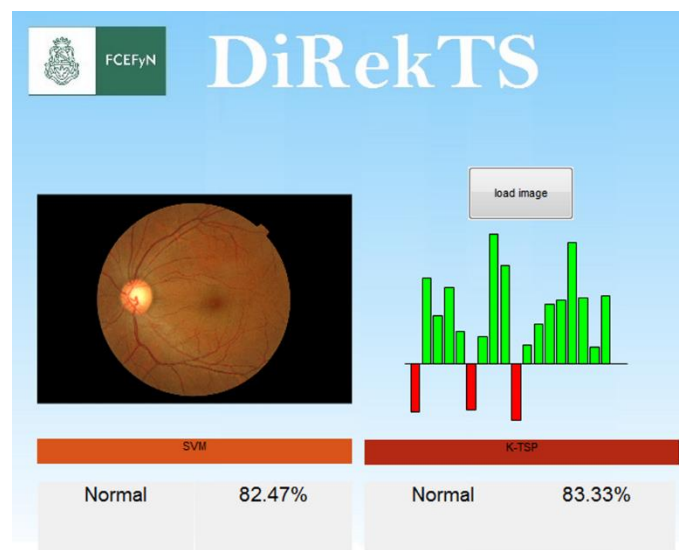 FCEFyN
DiRekTS
load image
SVM
K-TSP
Normal 82.47%
Normal 83.33%